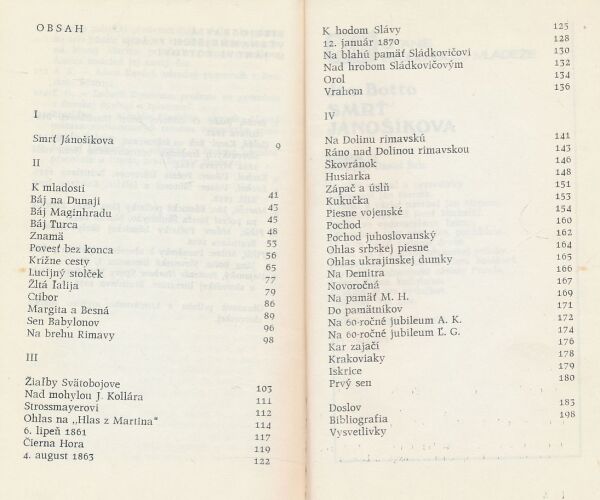 OBSAH
I
Smrť Jánošíkova 9
II
K mladosti 41
Báj na Dunaji 43
Báj Maginhradu 45
Báj Turca 48
Znamä 53
Povesť bez konca 56
Križne cesty 65
Lucijný stolček 77
Žltá ľalija 79
Ctibor 86
Margita a Besná 89
Sen Babylonov 96
Na brehu Rimavy 98
III
Žiaľby Svätobojove 103
Nad mohylou J. Kollára 111
Strossmayerovi 112
Ohlas na „Hlas z Martina" 114
6. lipeň 1861 117
Čierna Hora 119
4. august 1863 122
K hodom Slávy 125
12. január 1870 128
Na blahú pamäť Sládkovičovi 130
Nad hrobom Sládkovičovým 132
Orol 134
Vrahom 136
IV
Na Dolinu rimavskú 141
Ráno nad Dolinou rimavskou 143
Škovránok 146
Husiarka 148
Zápač a úslň 151
Kukučka 153
Piesne vojenské 154
Pochod 160
Pochod juhoslovanský 162
Ohlas srbskej piesne 164
Ohlas ukrajinskej dumky 165
Na Demitra 166
Novoročná 167
Na pamäť M. H. 169
Do pamätníkov 171
Na 60-ročné jubileum A. K. 172
Na 60-ročné jubileum Ľ. G. 174
Kar zajačí 176
Krakoviaky 178
Iskrice 179
Prvý sen 180
Doslov 183
Bibliografia 198
Vysvetlivky